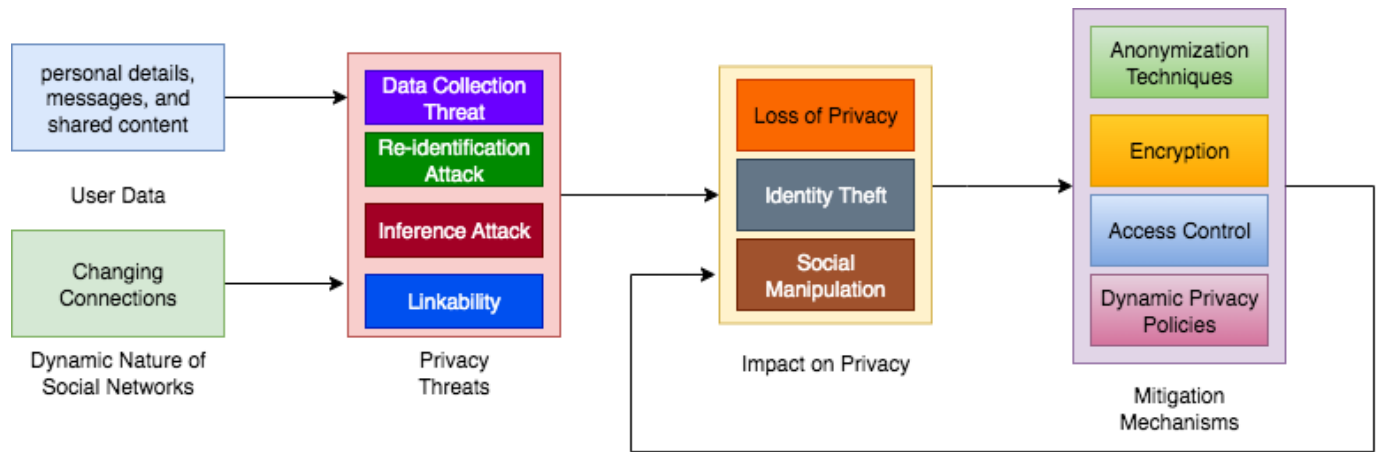 personal details,
messages, and
shared content
User Data
Changing
Connections
Dynamic Nature of
Social Networks
Data Collection
Threat
Re-identification
Attack
Inference Attack
Linkability
Privacy
Threats
Loss of Privacy
Identity Theft
Social
Manipulation
Impact on Privacy
Anonymization
Techniques
Encryption
Access Control
Dynamic Privacy
Policies
Mitigation
Mechanisms